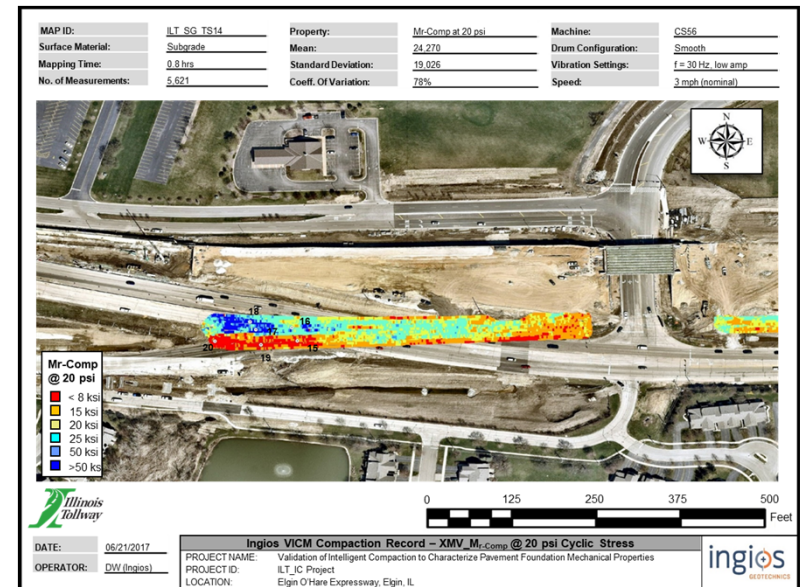 MAP ID: ILT_SG_TS14 Property: Mr-Comp at 20 psi Machine: CS56
Surface Material: Subgrade Mean: 24,270 Drum Configuration: Smooth
Mapping Time: 0.8 hrs Standard Deviation: 19,026 Vibration Settings: f = 30 Hz, low amp
No. of Measurements: 5,621 Coeff. Of Variation: 78% Speed: 3 mph (nominal)
N
W E
S
18
16
17
20
15
19
Mr-Comp
@ 20 psi
< 8 ksi
15 ksi
20 ksi
25 ksi
50 ksi
>50 ks
Illinois
Tollway
0 125 250 375 500
Feet
DATE: 06/21/2017
OPERATOR: DW (Ingios)
Ingios VICM Compaction Record – XMV_Mr-Comp @ 20 psi Cyclic Stress
PROJECT NAME: Validation of Intelligent Compaction to Characterize Pavement Foundation Mechanical Properties
PROJECT ID: ILT_IC Project
LOCATION: Elgin O'Hare Expressway, Elgin, IL
ingios
GEOTECHNICS